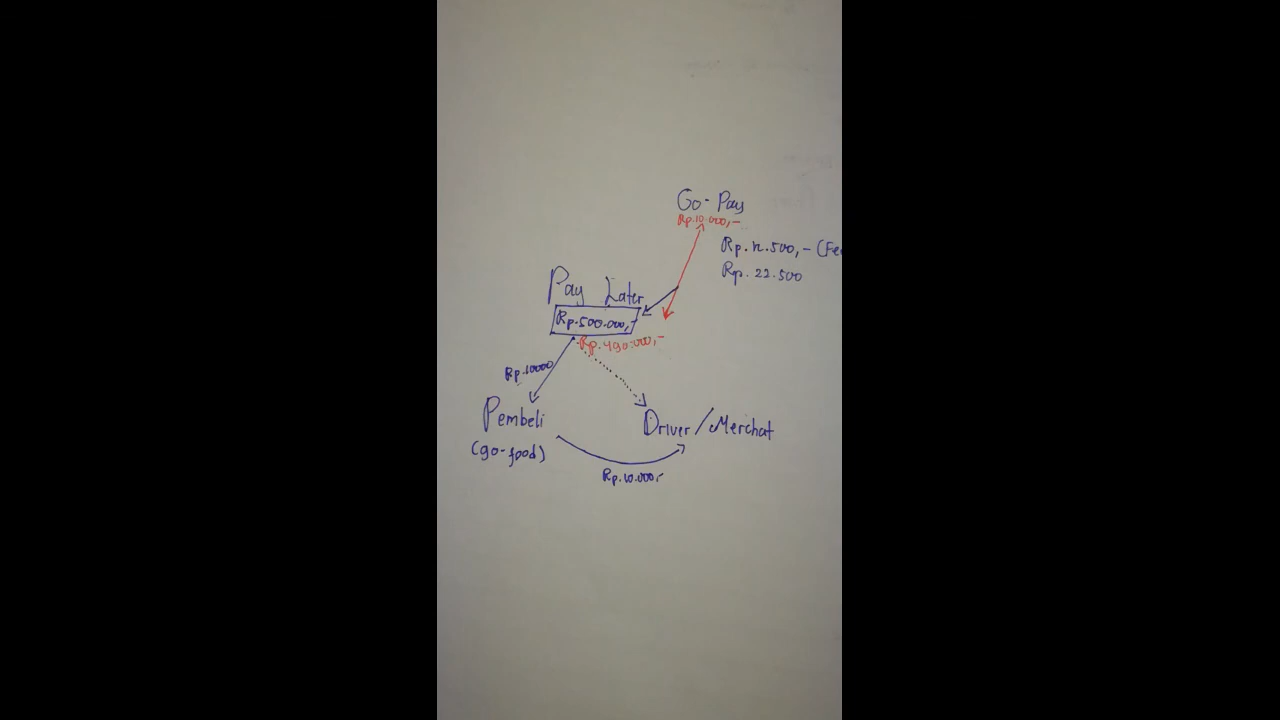 Go-Pay
Rp.10.000,-
Rp. 12.500,- (Fe
Rp. 22.500
Pay Later
Rp.500.000,-
Rp.490.000,-
Rp.10000
Pembeli
(go-food)
Driver/Merchat
Rp.10.000,-